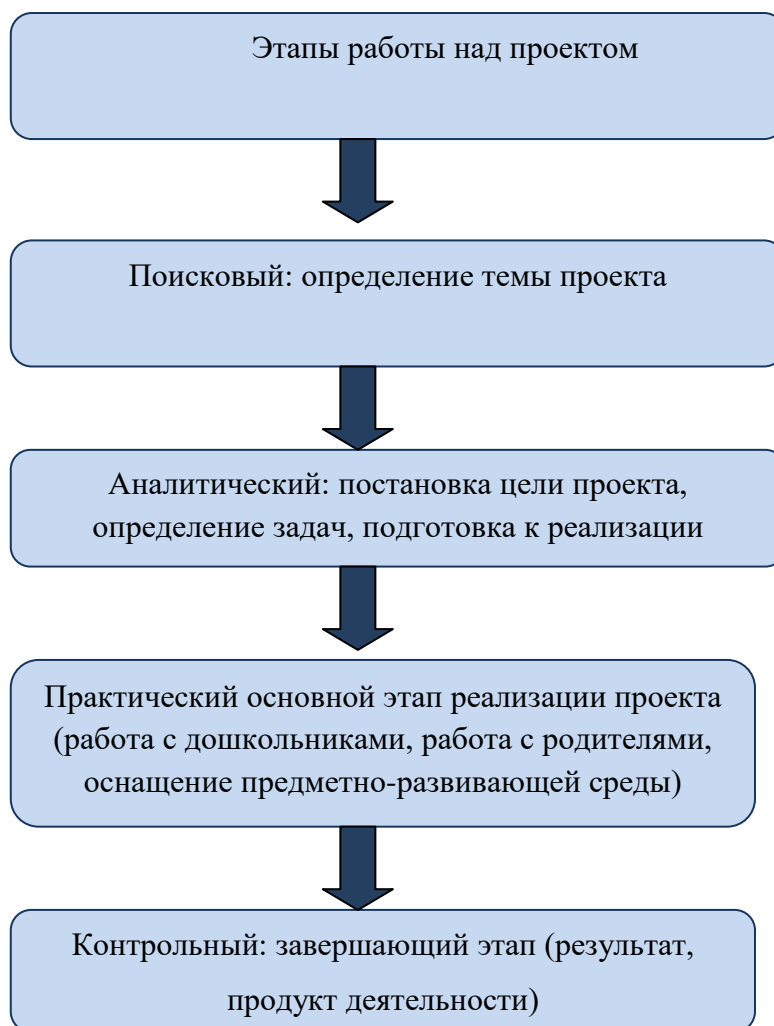 Этапы работы над проектом
Поисковый: определение темы проекта
Аналитический: постановка цели проекта,
определение задач, подготовка к реализации
Практический основной этап реализации проекта
(работа с дошкольниками, работа с родителями,
оснащение предметно-развивающей среды)
Контрольный: завершающий этап (результат,
продукт деятельности)